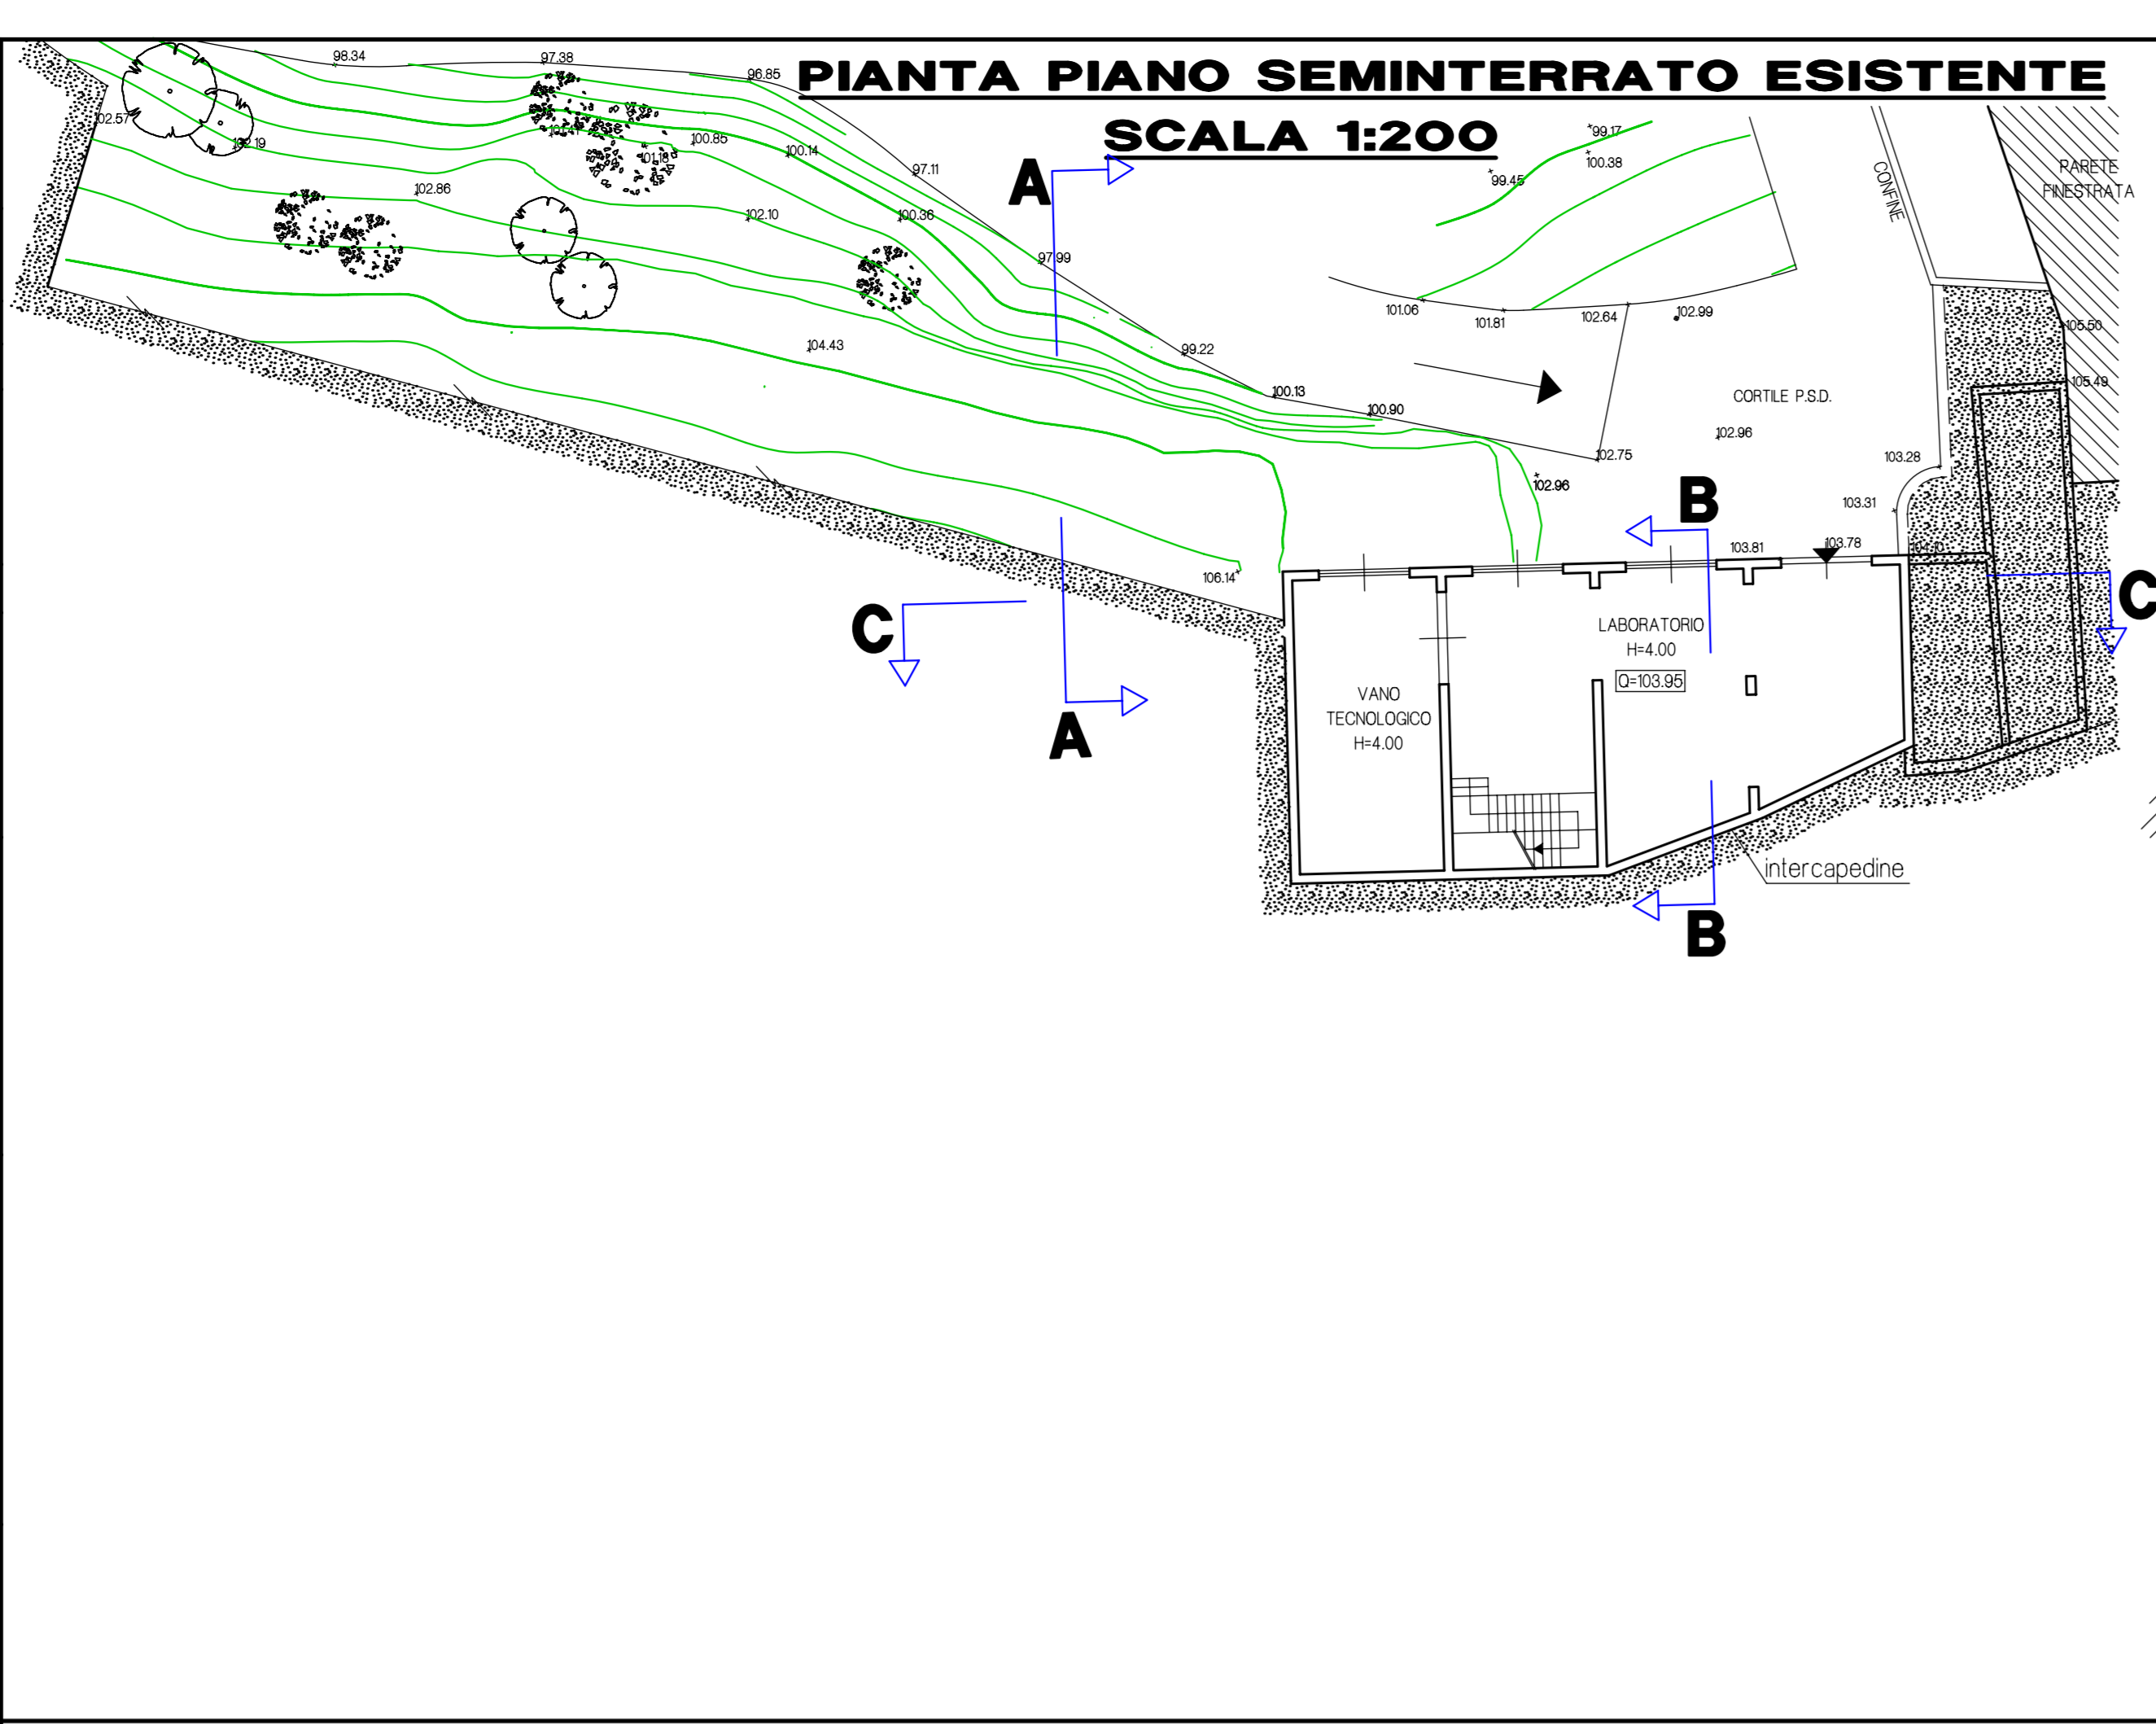 PIANTA PIANO SEMINTERRATO ESISTENTE
SCALA 1:200
98.34
97.38
96.85
102.57
102.19
101.18
100.85
100.14
97.11
102.86
102.10
100.36
97.99
A
99.17
100.38
99.45
CONFINE
PARETE
FINESTRATA
101.06
101.81
102.64
102.99
105.50
104.43
99.22
100.13
100.90
105.49
CORTILE P.S.D.
102.96
102.75
103.28
102.96
103.31
B
103.81
103.78
104.10
106.14
C
C
LABORATORIO
H=4.00
Q=103.95
VANO
TECNOLOGICO
H=4.00
A
intercapedine
B